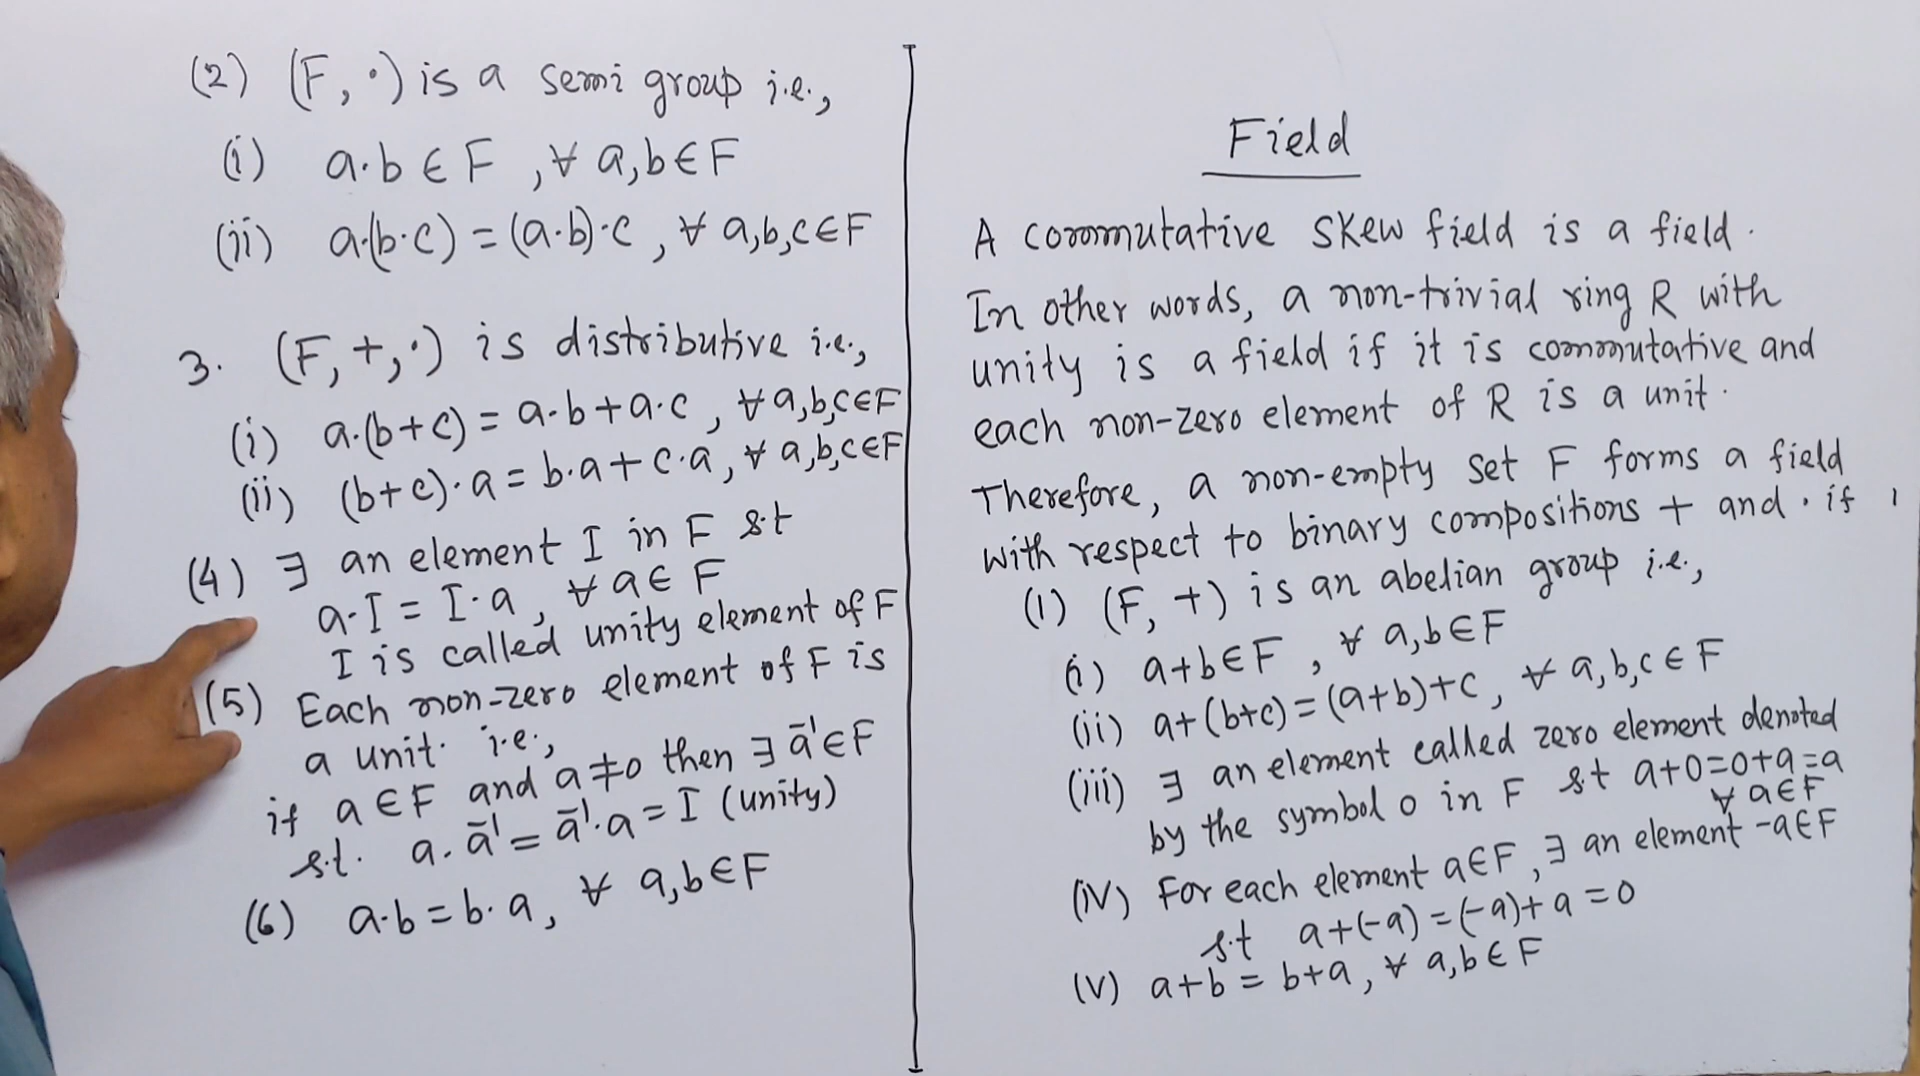 Field
A commutative skew field is a field.
In other words, a non-trivial ring R with
unity is a field if it is commutative and
each non-zero element of R is a unit.
Therefore, a non-empty set F forms a field
with respect to binary compositions + and · if
(1) (F, +) is an abelian group i.e.,
(i) a+b∈F , ∀ a,b∈F
(ii) a+(b+c)=(a+b)+c, ∀ a,b,c∈F
(iii) ∃ an element called zero element denoted
by the symbol 0 in F s.t a+0=0+a=a
∀ a∈F
(iv) For each element a∈F, ∃ an element -a∈F
s.t a+(-a)=(-a)+a=0
(v) a+b = b+a, ∀ a,b∈F
(2) (F, ·) is a semi group i.e.,
(i) a·b∈F , ∀ a,b∈F
(ii) a·(b·c)=(a·b)·c , ∀ a,b,c∈F
3. (F,+,·) is distributive i.e.,
(i) a·(b+c)=a·b+a·c , ∀ a,b,c∈F
(ii) (b+c)·a=b·a+c·a, ∀ a,b,c∈F
(4) ∃ an element I in F s.t
a·I=I·a, ∀ a∈F
I is called unity element of F
(5) Each non-zero element of F is
a unit. i.e.,
if a∈F and a≠0 then ∃ a⁻¹∈F
s.t. a·a⁻¹=a⁻¹·a=I (unity)
(6) a·b=b·a, ∀ a,b∈F